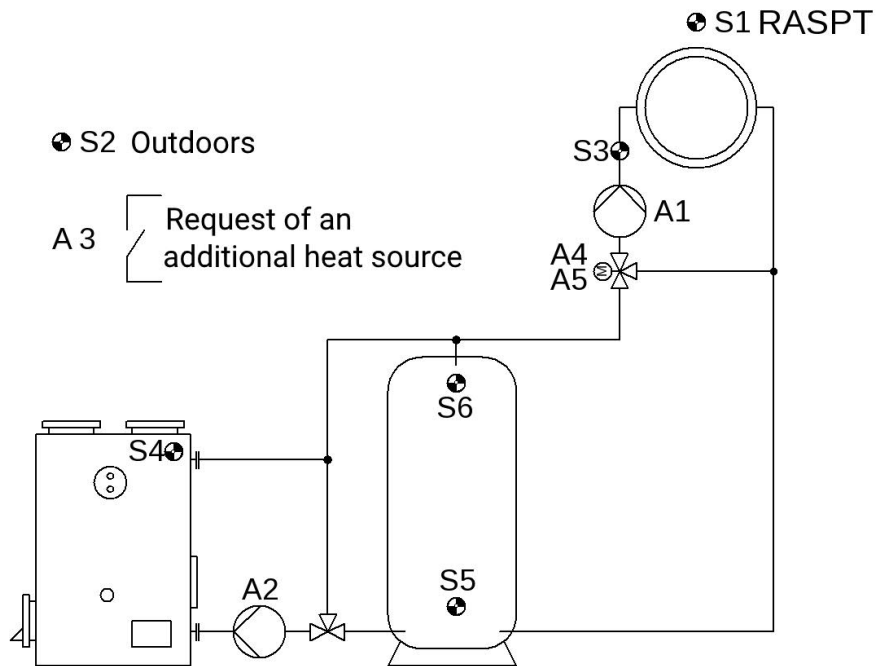 S1 RASPT
S2 Outdoors
S3
A 3
Request of an
additional heat source
A1
A4
A5
M
S6
S4
S5
A2